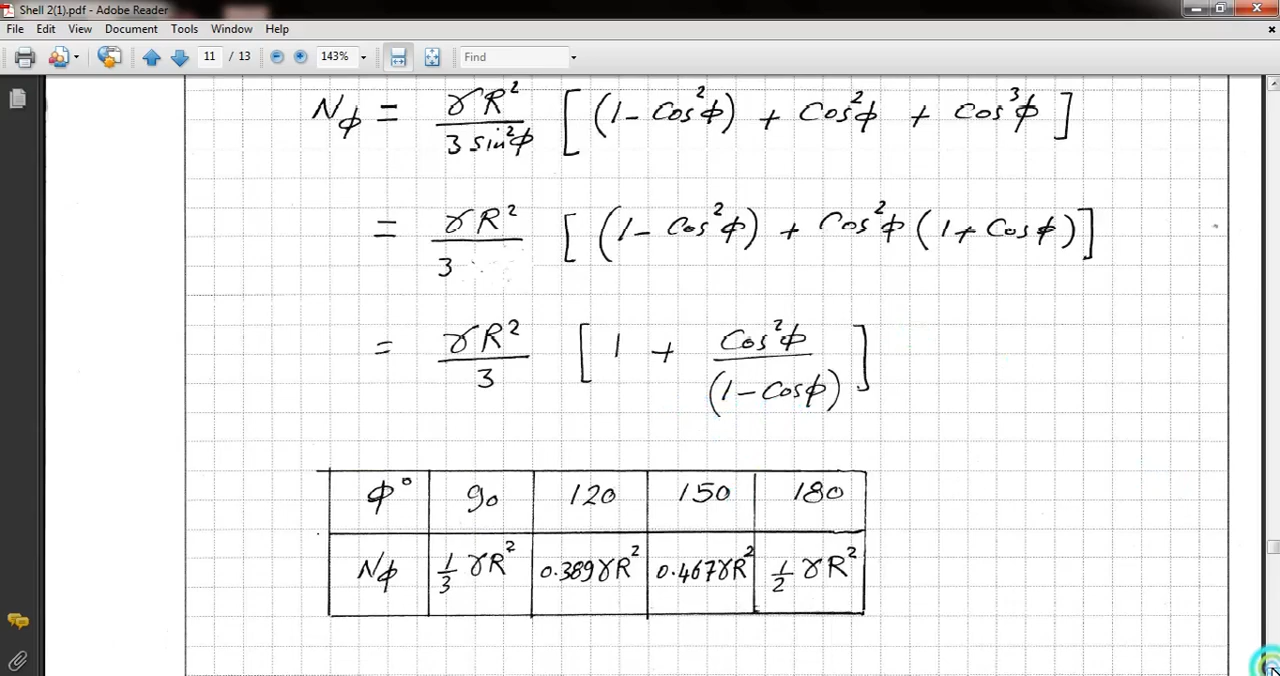 Shell 2(1).pdf - Adobe Reader
File Edit View Document Tools Window Help
11 / 13 143% Find
Nϕ = γR² / 3 sin²ϕ [(1 - Cos²ϕ) + Cos²ϕ + Cos³ϕ]
= γR² / 3 [(1 - Cos²ϕ) + Cos²ϕ (1 + Cosϕ)]
= γR² / 3 [1 + Cos²ϕ / (1 - Cosϕ)]
ϕ° 90 120 150 180
Nϕ 1/3 γR² 0.389γR² 0.467γR² 1/2 γR²